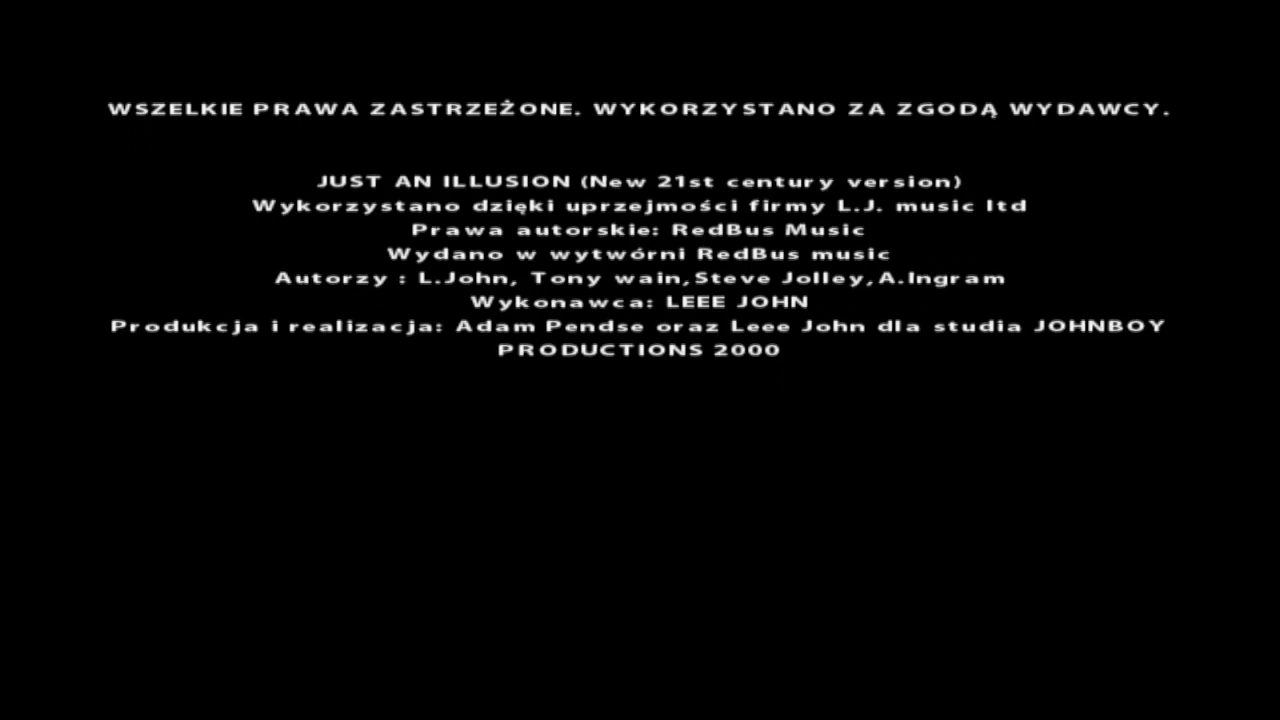 WSZELKIE PRAWA ZASTRZEŻONE. WYKORZYSTANO ZA ZGODĄ WYDAWCY.
JUST AN ILLUSION (New 21st century version)
Wykorzystano dzięki uprzejmości firmy L.J. music ltd
Prawa autorskie: RedBus Music
Wydano w wytwórni RedBus music
Autorzy : L.John, Tony wain,Steve Jolley,A.Ingram
Wykonawca: LEEE JOHN
Produkcja i realizacja: Adam Pendse oraz Leee John dla studia JOHNBOY
PRODUCTIONS 2000